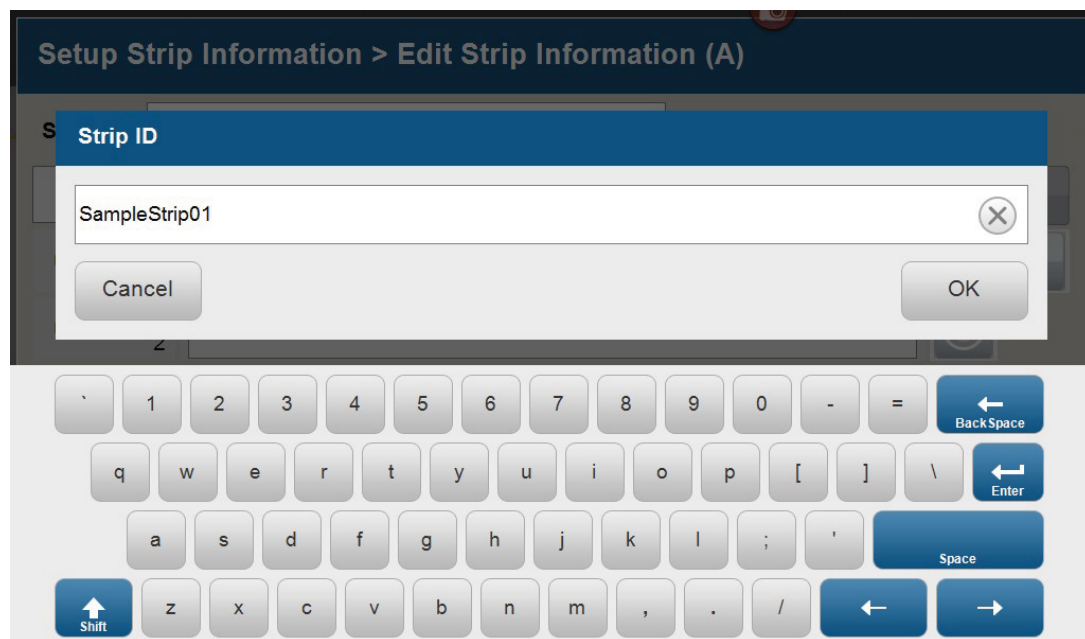 Setup Strip Information > Edit Strip Information (A)
S
Strip ID
SampleStrip01
Cancel
OK
2
` 1 2 3 4 5 6 7 8 9 0 - = BackSpace
q w e r t y u i o p [ ] \ Enter
a s d f g h j k l ; ' Space
Shift z x c v b n m , . /